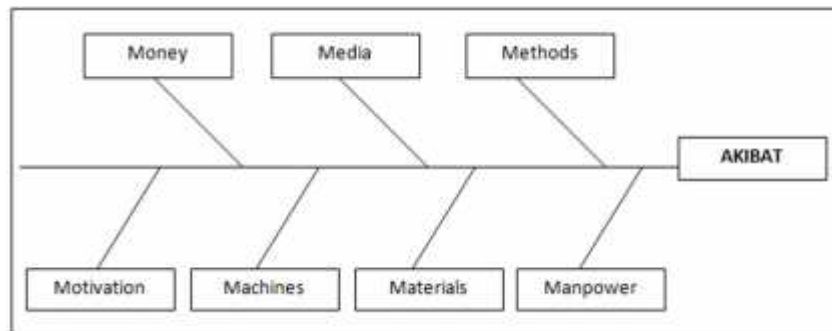 Money
Media
Methods
AKIBAT
Motivation
Machines
Materials
Manpower